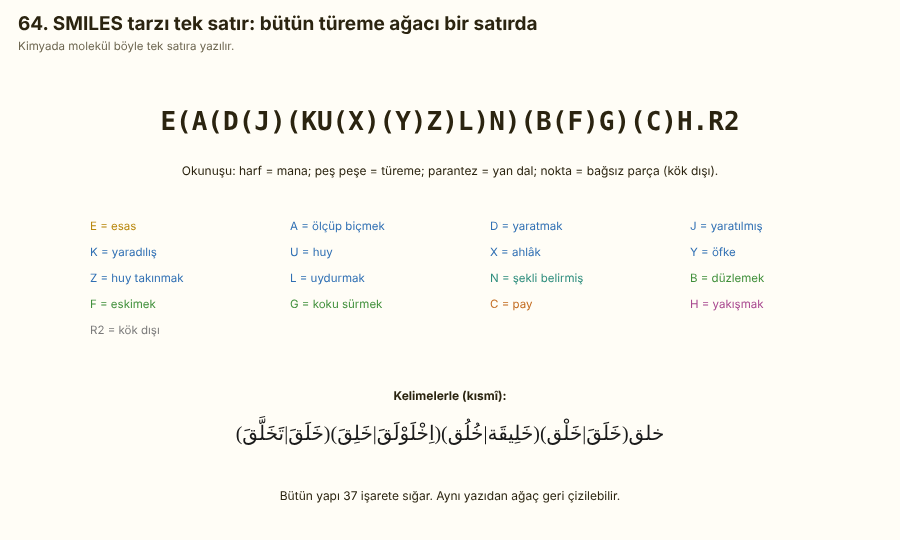 64. SMILES tarzı tek satır: bütün türeme ağacı bir satırda
Kimyada molekül böyle tek satıra yazılır.
E(A(D(J)(KU(X)(Y)Z)L)N)(B(F)G)(C)H.R2
Okunuşu: harf = mana; peş peşe = türeme; parantez = yan dal; nokta = bağsız parça (kök dışı).
E = esas A = ölçüp biçmek D = yaratmak J = yaratılmış
K = yaradılış U = huy X = ahlâk Y = öfke
Z = huy takınmak L = uydurmak N = şekli belirmiş B = düzlemek
F = eskimek G = koku sürmek C = pay H = yakışmak
R2 = kök dışı
Kelimelerle (kısmî):
خلق(خَلَقَ|خَلْق)(خَلِيقَة|خُلُق)(اِخْلَوْلَقَ|خَلِقَ)(خَلَقَ|تَخَلَّقَ)
Bütün yapı 37 işarete sığar. Aynı yazıdan ağaç geri çizilebilir.